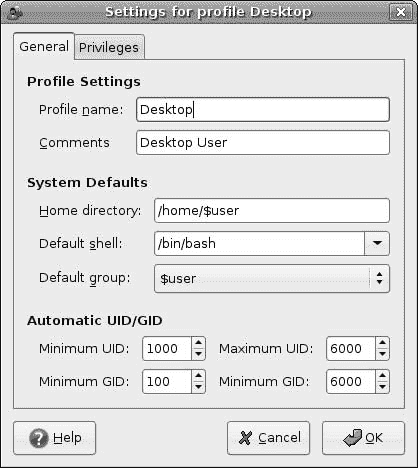 Settings for profile Desktop
General Privileges
Profile Settings
Profile name: Desktop
Comments Desktop User
System Defaults
Home directory: /home/$user
Default shell: /bin/bash
Default group: $user
Automatic UID/GID
Minimum UID: 1000 Maximum UID: 6000
Minimum GID: 100 Minimum GID: 6000
Help Cancel OK